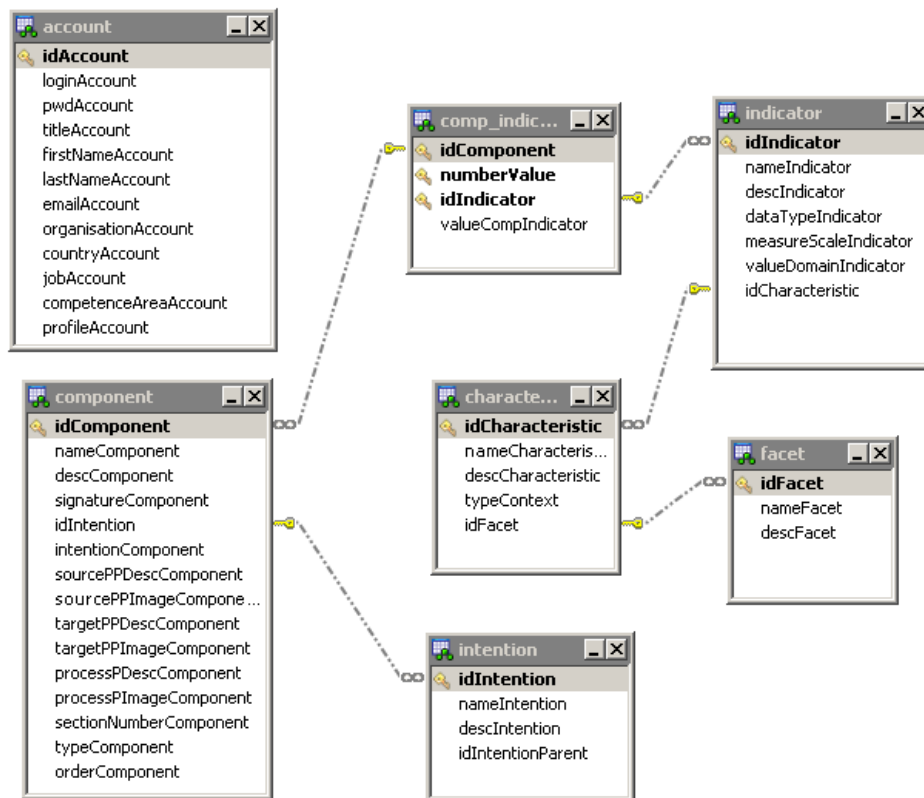 account
idAccount
loginAccount
pwdAccount
titleAccount
firstNameAccount
lastNameAccount
emailAccount
organisationAccount
countryAccount
jobAccount
competenceAreaAccount
profileAccount
comp_indic...
idComponent
numberValue
idIndicator
valueCompIndicator
indicator
idIndicator
nameIndicator
descIndicator
dataTypeIndicator
measureScaleIndicator
valueDomainIndicator
idCharacteristic
component
idComponent
nameComponent
descComponent
signatureComponent
idIntention
intentionComponent
sourcePPDescComponent
sourcePPImageCompone...
targetPPDescComponent
targetPPImageComponent
processPDescComponent
processPImageComponent
sectionNumberComponent
typeComponent
orderComponent
characte...
idCharacteristic
nameCharacteris...
descCharacteristic
typeContext
idFacet
facet
idFacet
nameFacet
descFacet
intention
idIntention
nameIntention
descIntention
idIntentionParent